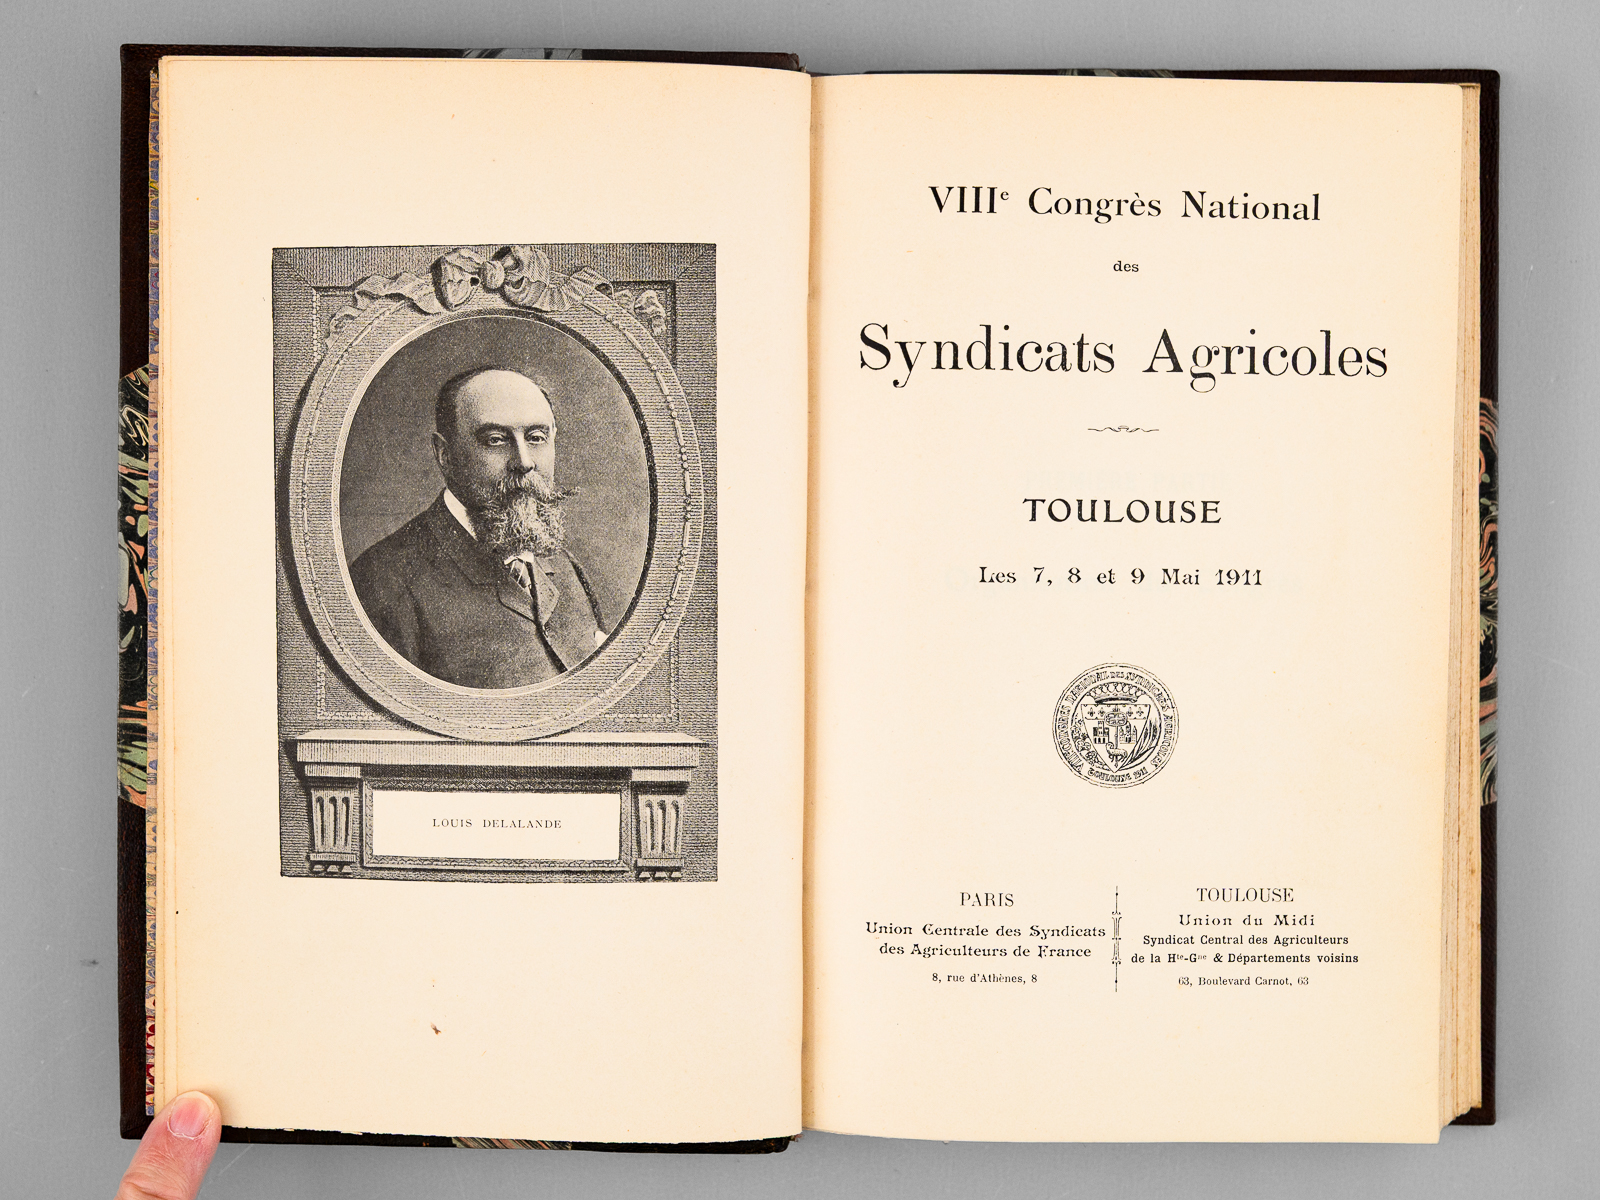 LOUIS DELALANDE
VIIIe Congrès National
des
Syndicats Agricoles
TOULOUSE
Les 7, 8 et 9 Mai 1911
TOULOUSE 1911
PARIS
Union Centrale des Syndicats
des Agriculteurs de France
8, rue d'Athènes, 8
TOULOUSE
Union du Midi
Syndicat Central des Agriculteurs
de la Hte-Gne & Départements voisins
63, Boulevard Carnot, 63